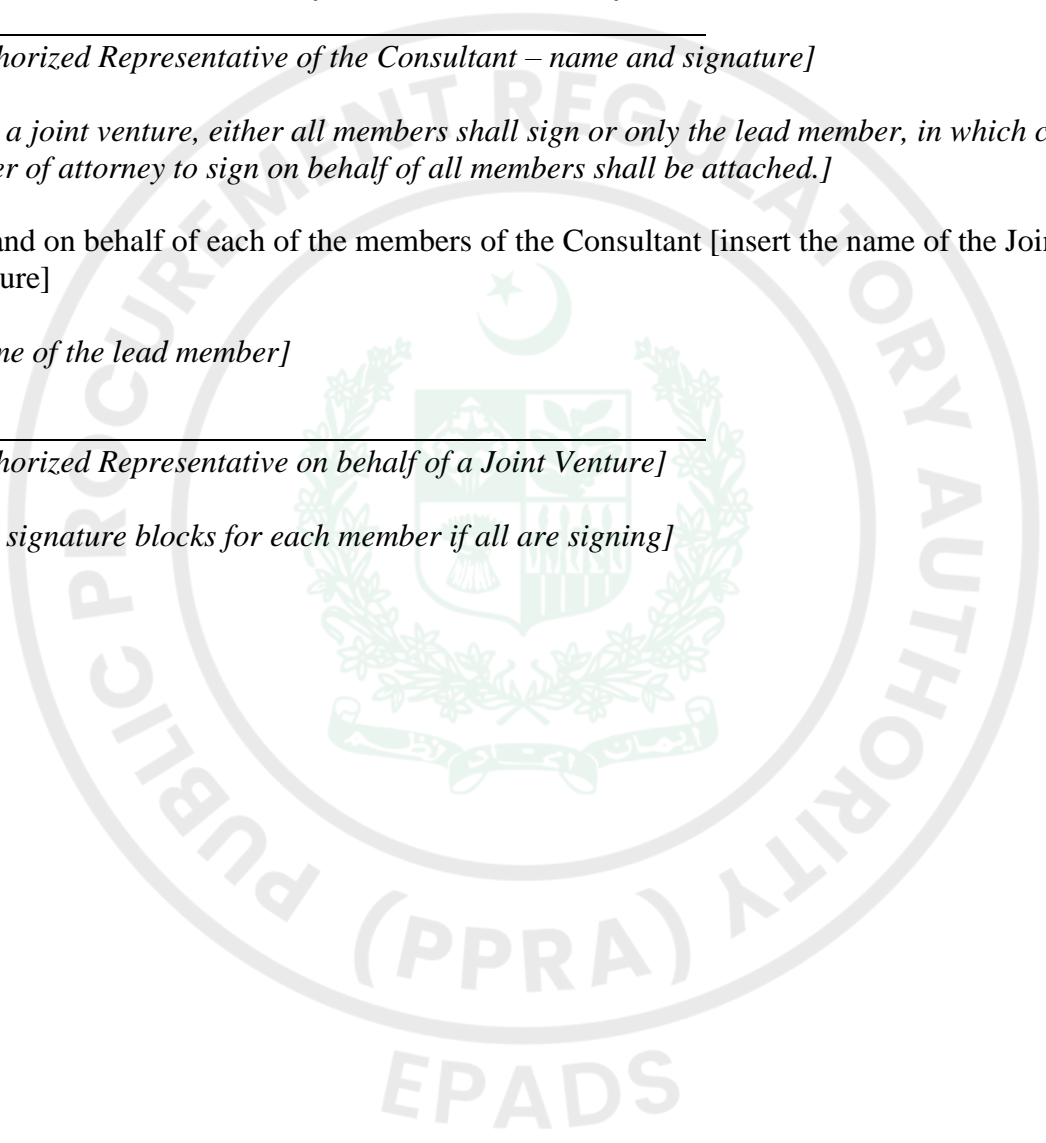 horized Representative of the Consultant – name and signature]
a joint venture, either all members shall sign or only the lead member, in which c
er of attorney to sign on behalf of all members shall be attached.]
and on behalf of each of the members of the Consultant [insert the name of the Join
ure]
ne of the lead member]
horized Representative on behalf of a Joint Venture]
signature blocks for each member if all are signing]
PUBLIC PROCUREMENT REGULATORY AUTHORITY
(PPRA)
ایمان اتحاد نظم
EPADS